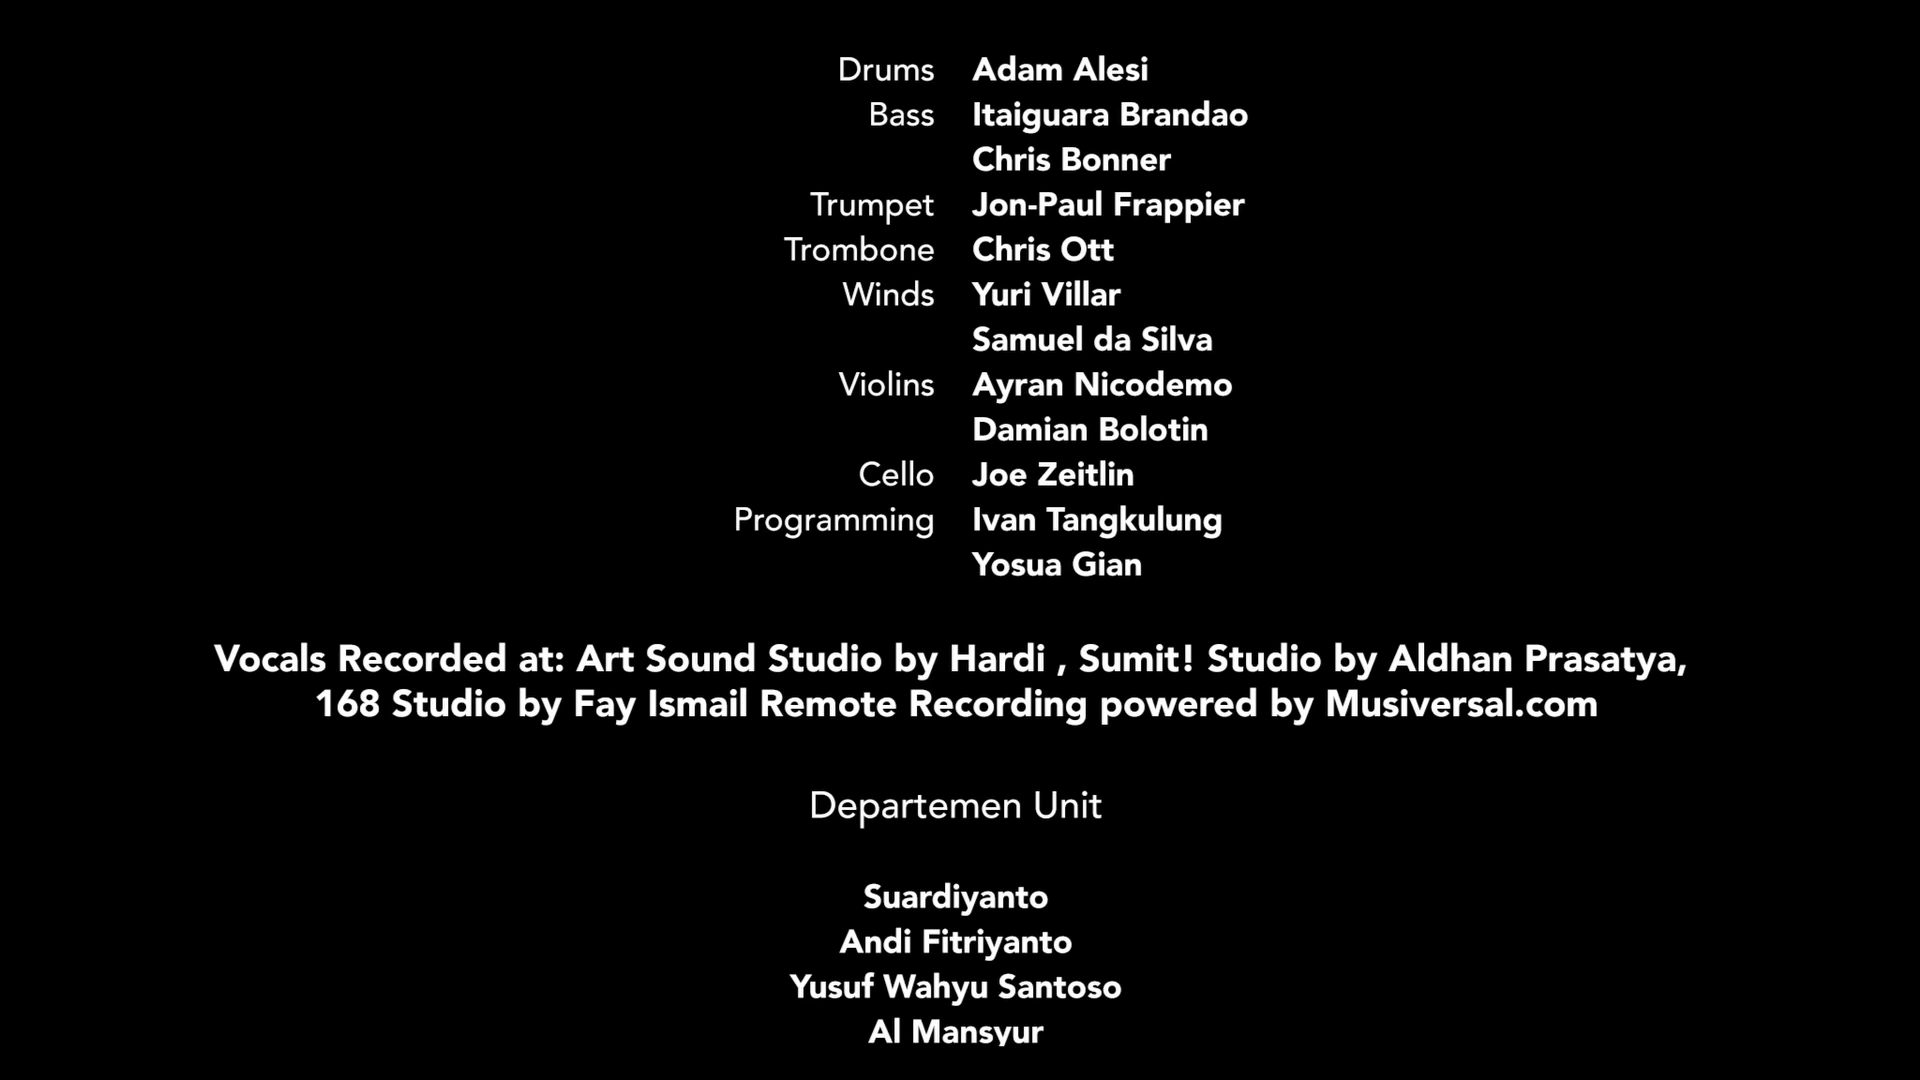 Drums Adam Alesi
Bass Itaiguara Brandao
Chris Bonner
Trumpet Jon-Paul Frappier
Trombone Chris Ott
Winds Yuri Villar
Samuel da Silva
Violins Ayran Nicodemo
Damian Bolotin
Cello Joe Zeitlin
Programming Ivan Tangkulung
Yosua Gian
Vocals Recorded at: Art Sound Studio by Hardi , Sumit! Studio by Aldhan Prasatya,
168 Studio by Fay Ismail Remote Recording powered by Musiversal.com
Departemen Unit
Suardiyanto
Andi Fitriyanto
Yusuf Wahyu Santoso
Al Mansyur